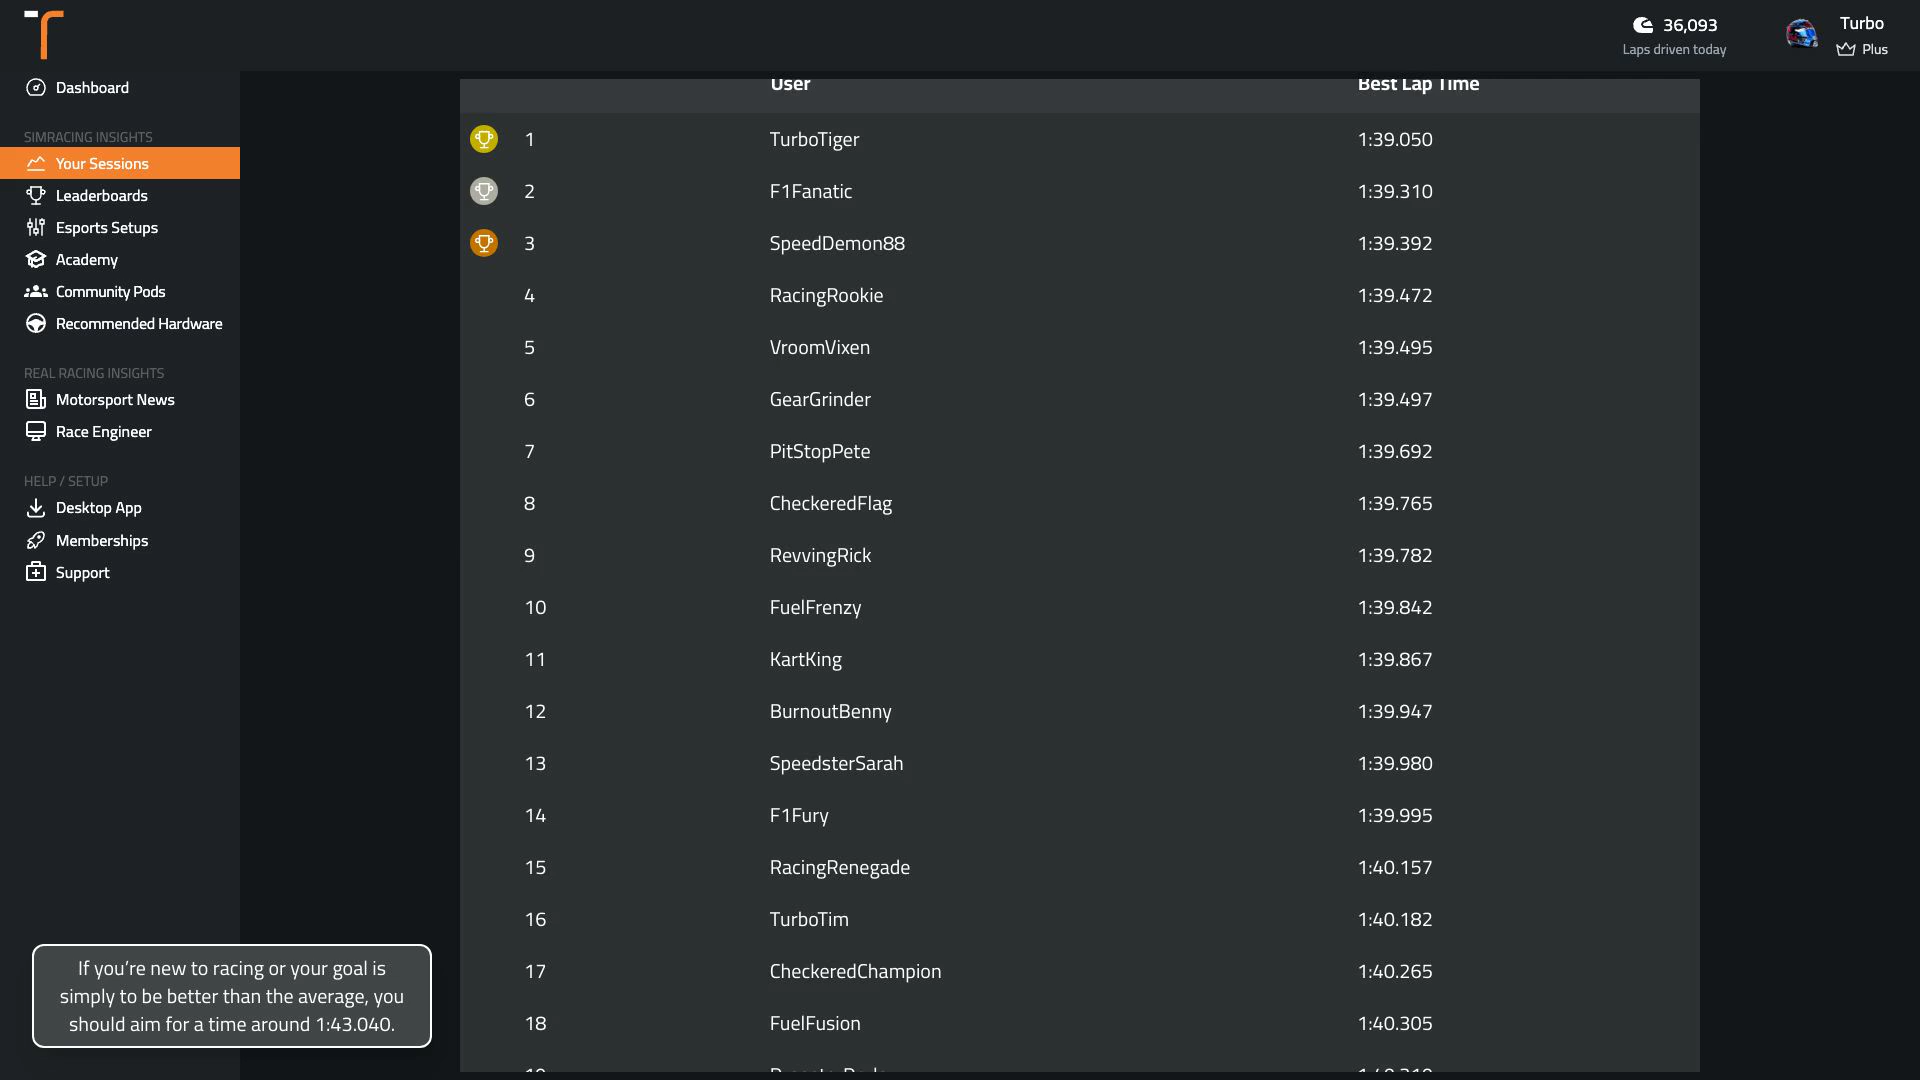 36,093
Laps driven today
Turbo
Plus
Dashboard
SIMRACING INSIGHTS
Your Sessions
Leaderboards
Esports Setups
Academy
Community Pods
Recommended Hardware
REAL RACING INSIGHTS
Motorsport News
Race Engineer
HELP / SETUP
Desktop App
Memberships
Support
If you’re new to racing or your goal is
simply to be better than the average, you
should aim for a time around 1:43.040.
User Best Lap Time
1 TurboTiger 1:39.050
2 F1Fanatic 1:39.310
3 SpeedDemon88 1:39.392
4 RacingRookie 1:39.472
5 VroomVixen 1:39.495
6 GearGrinder 1:39.497
7 PitStopPete 1:39.692
8 CheckeredFlag 1:39.765
9 RevvingRick 1:39.782
10 FuelFrenzy 1:39.842
11 KartKing 1:39.867
12 BurnoutBenny 1:39.947
13 SpeedsterSarah 1:39.980
14 F1Fury 1:39.995
15 RacingRenegade 1:40.157
16 TurboTim 1:40.182
17 CheckeredChampion 1:40.265
18 FuelFusion 1:40.305